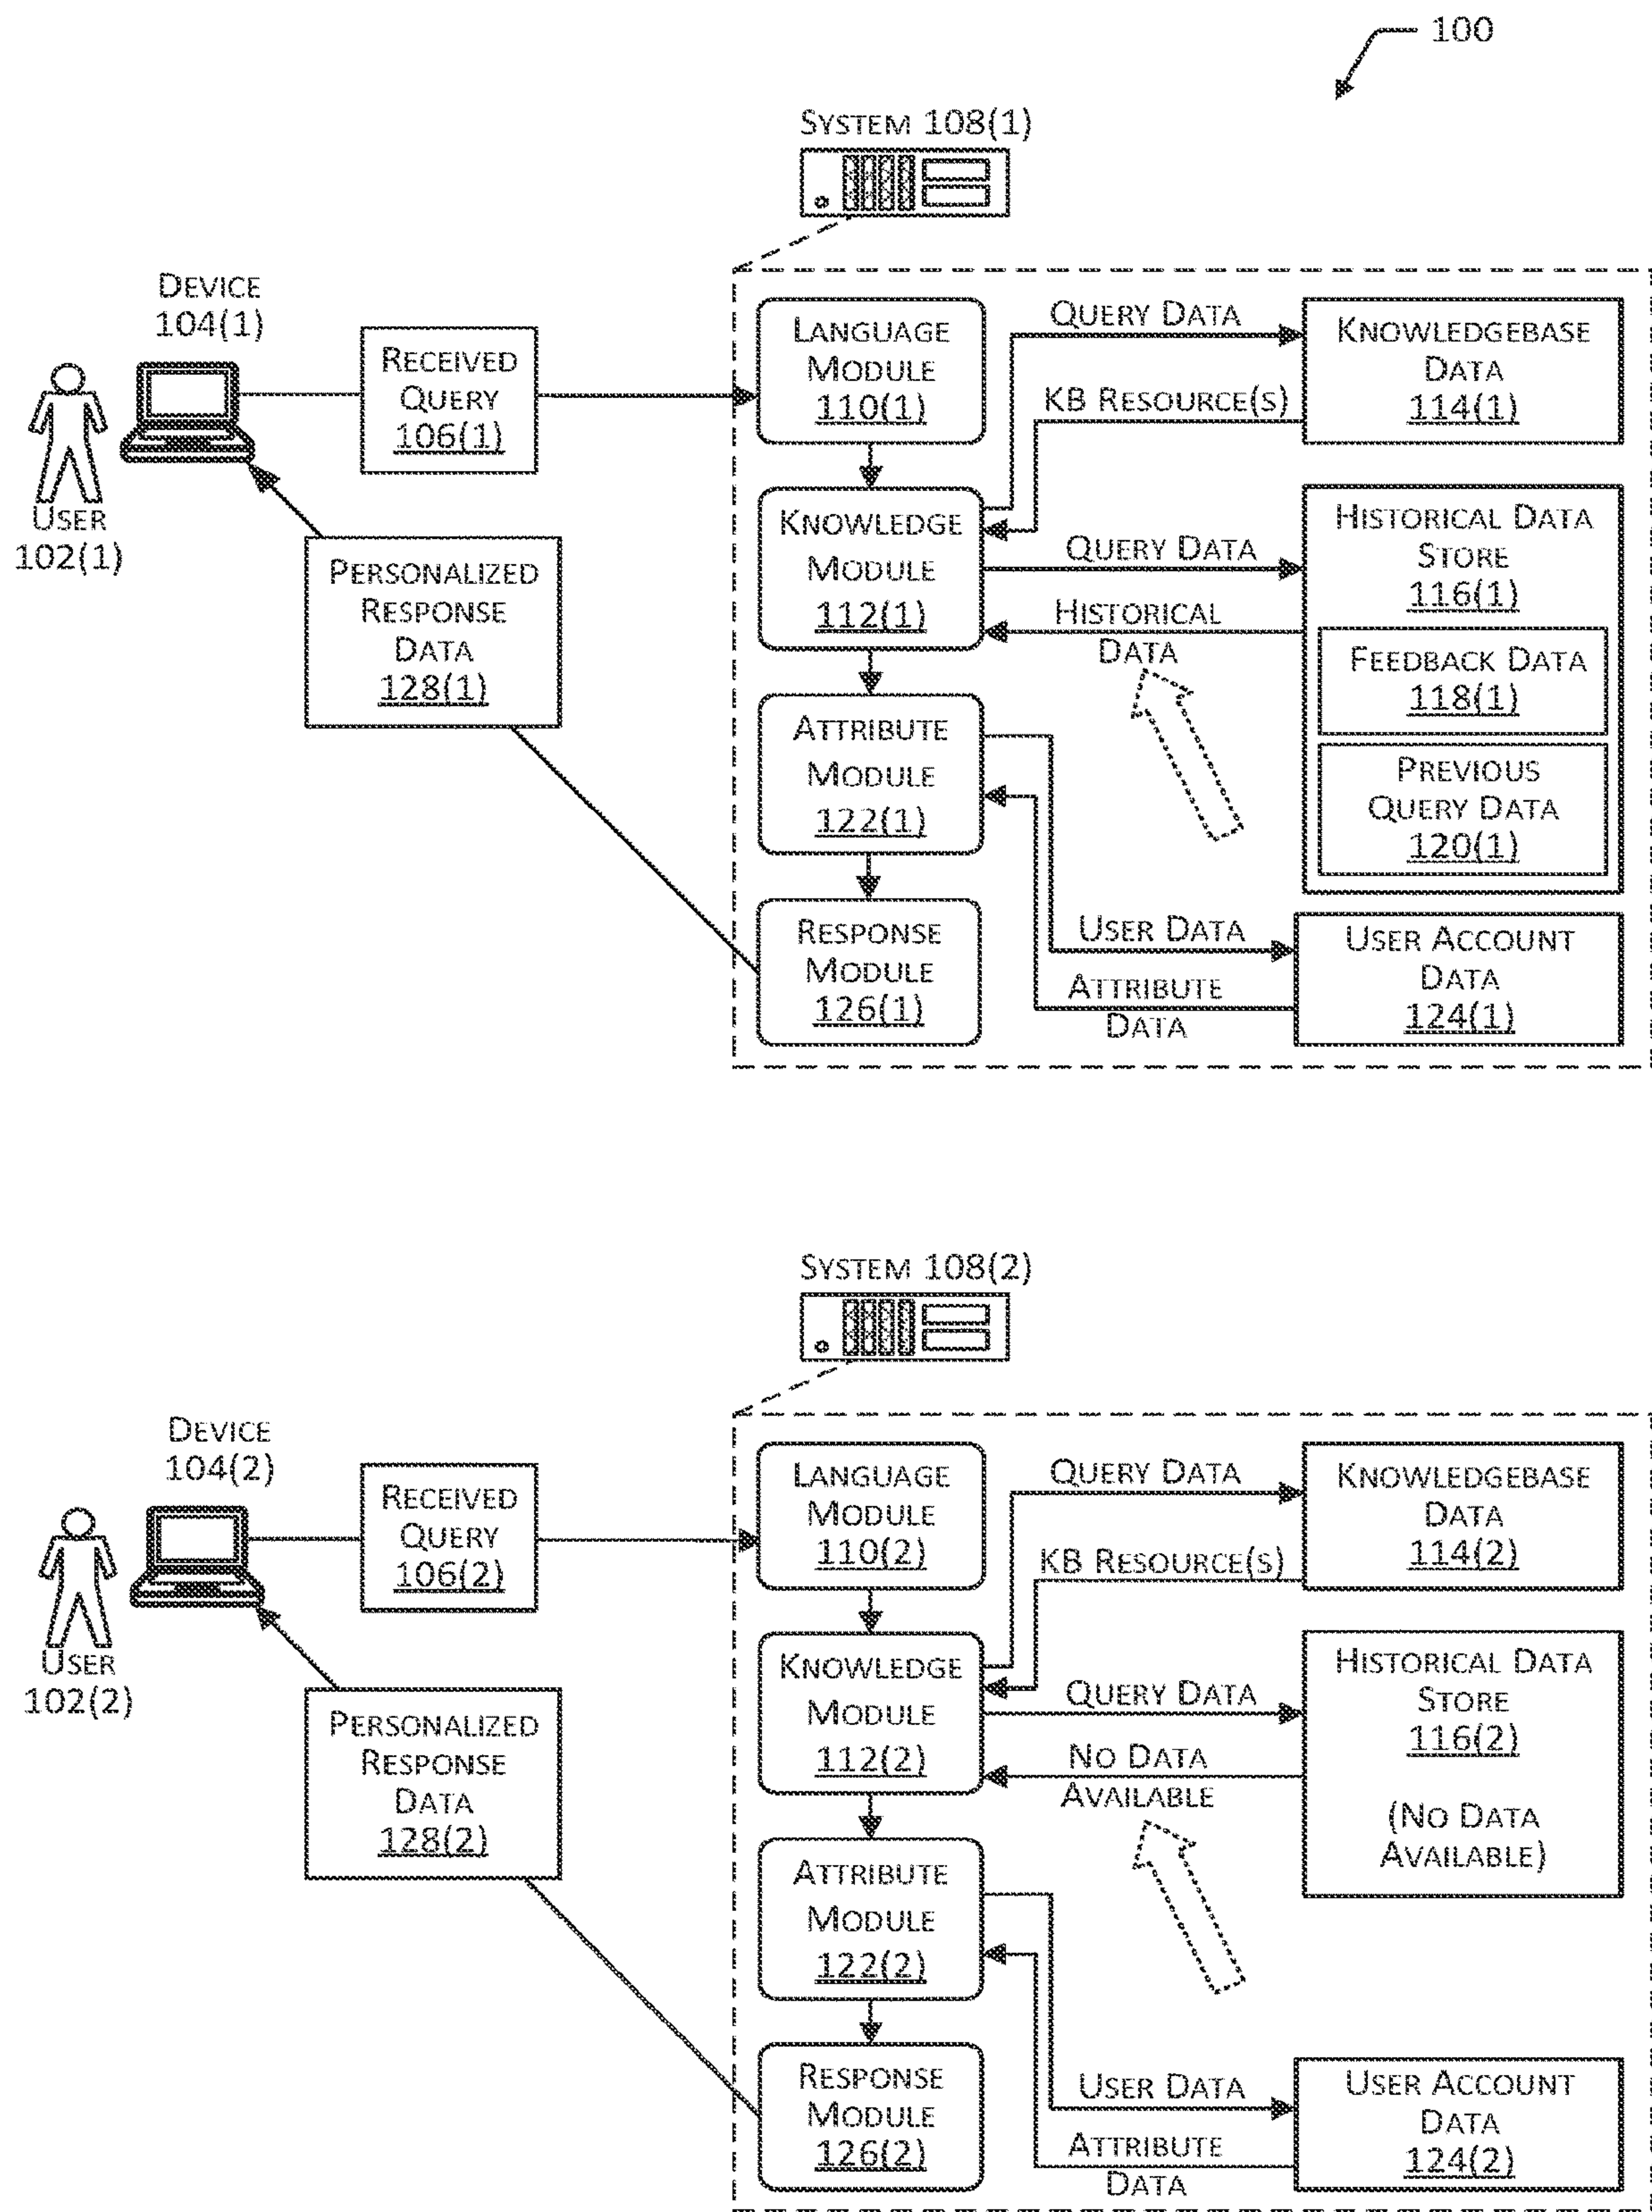 100
SYSTEM 108(1)
DEVICE
104(1)
USER
102(1)
RECEIVED
QUERY
106(1)
PERSONALIZED
RESPONSE
DATA
128(1)
LANGUAGE
MODULE
110(1)
KNOWLEDGE
MODULE
112(1)
ATTRIBUTE
MODULE
122(1)
RESPONSE
MODULE
126(1)
QUERY DATA
KB RESOURCE(S)
QUERY DATA
HISTORICAL
DATA
USER DATA
ATTRIBUTE
DATA
KNOWLEDGEBASE
DATA
114(1)
HISTORICAL DATA
STORE
116(1)
FEEDBACK DATA
118(1)
PREVIOUS
QUERY DATA
120(1)
USER ACCOUNT
DATA
124(1)
SYSTEM 108(2)
DEVICE
104(2)
USER
102(2)
RECEIVED
QUERY
106(2)
PERSONALIZED
RESPONSE
DATA
128(2)
LANGUAGE
MODULE
110(2)
KNOWLEDGE
MODULE
112(2)
ATTRIBUTE
MODULE
122(2)
RESPONSE
MODULE
126(2)
QUERY DATA
KB RESOURCE(S)
QUERY DATA
NO DATA
AVAILABLE
USER DATA
ATTRIBUTE
DATA
KNOWLEDGEBASE
DATA
114(2)
HISTORICAL DATA
STORE
116(2)
(NO DATA
AVAILABLE)
USER ACCOUNT
DATA
124(2)